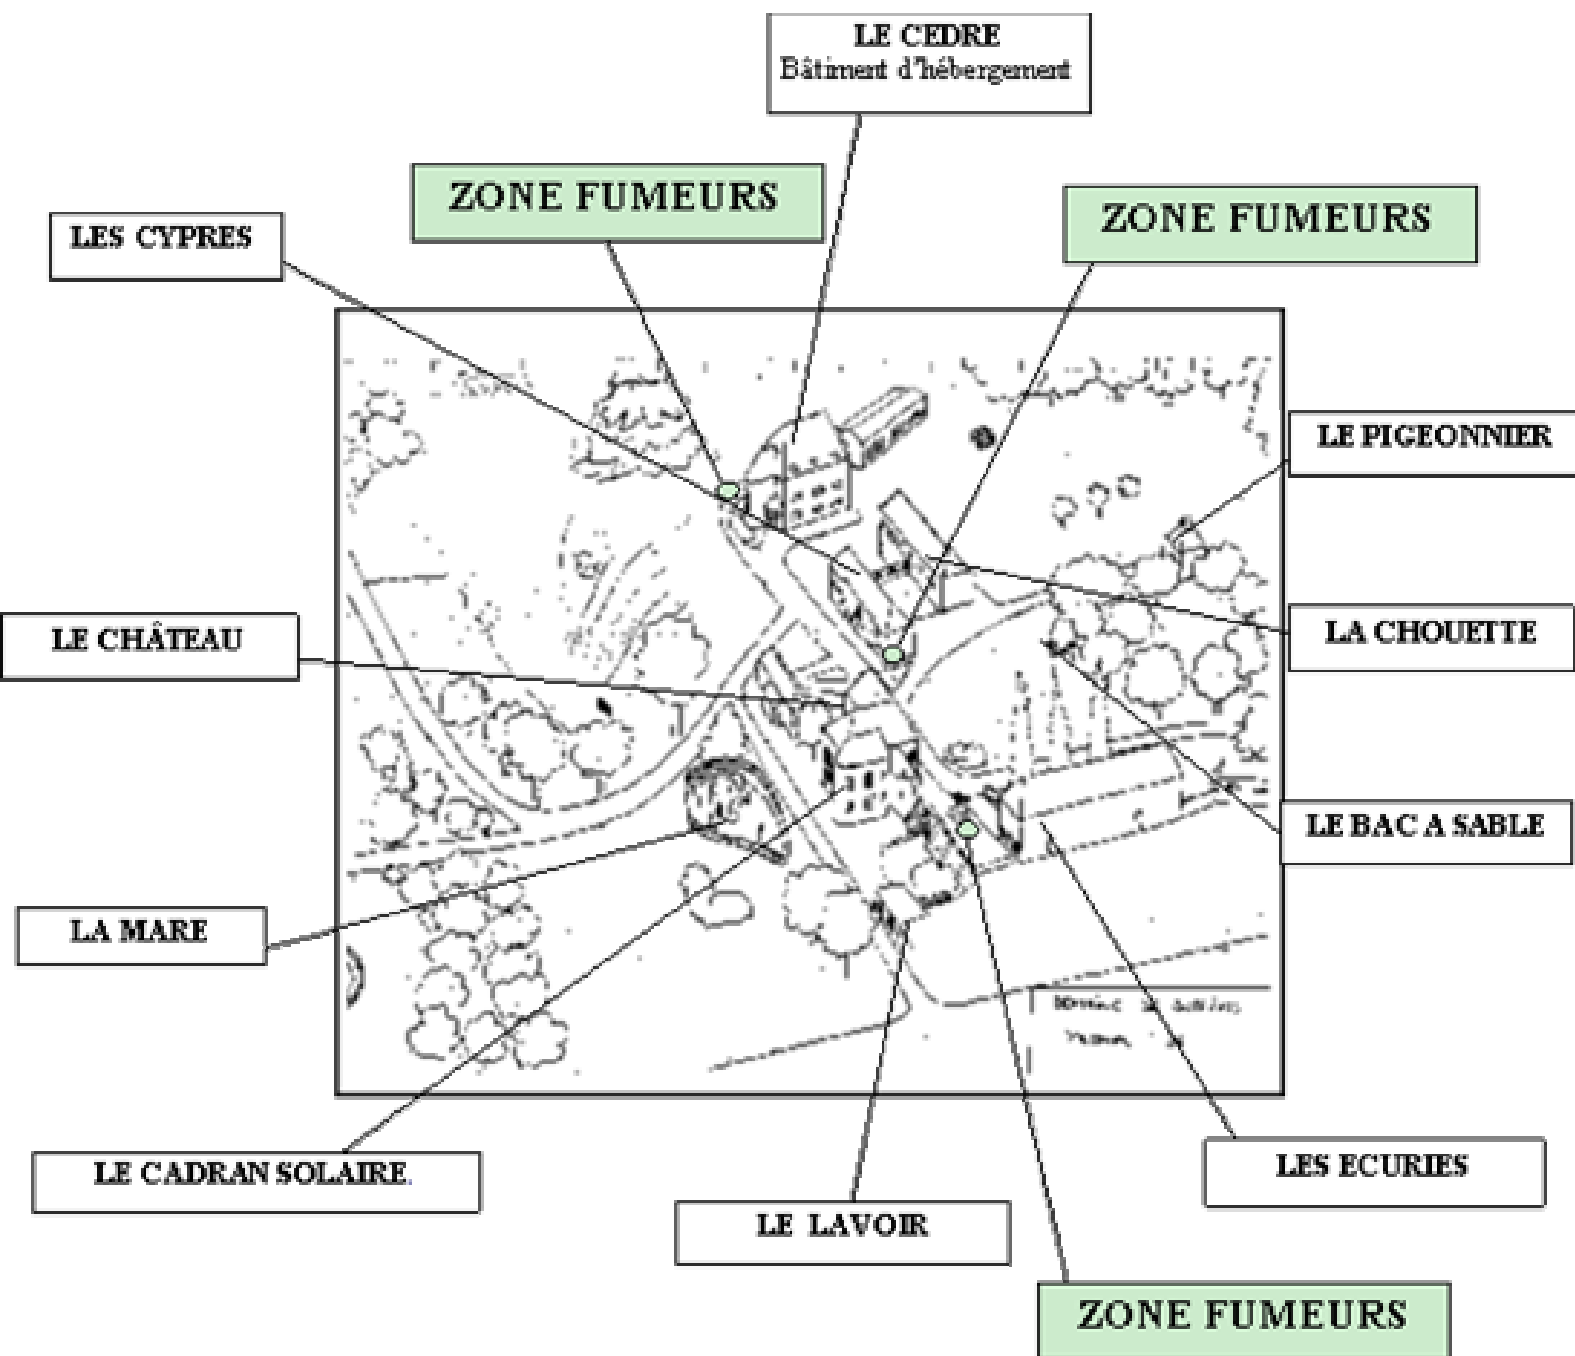 LE CEDRE
Bâtiment d'hébergement
ZONE FUMEURS
ZONE FUMEURS
LES CYPRES
LE PIGEONNIER
LA CHOUETTE
LE CHÂTEAU
LE BAC A SABLE
LA MARE
LE CADRAN SOLAIRE.
LES ECURIES
LE LAVOIR
ZONE FUMEURS